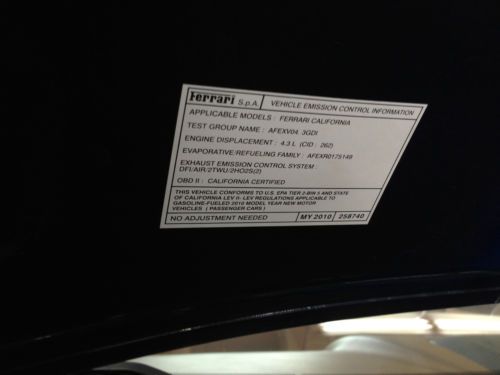 Ferrari S.p.A. VEHICLE EMISSION CONTROL INFORMATION
APPLICABLE MODELS : FERRARI CALIFORNIA
TEST GROUP NAME : AFEXV04. 3GDI
ENGINE DISPLACEMENT : 4.3 L (CID : 262)
EVAPORATIVE/REFUELING FAMILY : AFEXR0175149
EXHAUST EMISSION CONTROL SYSTEM :
DFI/AIR/2TWU/2HO2S(2)
OBD II : CALIFORNIA CERTIFIED
THIS VEHICLE CONFORMS TO U.S. EPA TIER 2-BIN 5 AND STATE
OF CALIFORNIA LEV II- LEV REGULATIONS APPLICABLE TO
GASOLINE-FUELED 2010 MODEL YEAR NEW MOTOR
VEHICLES ( PASSENGER CARS )
NO ADJUSTMENT NEEDED MY 2010 258740